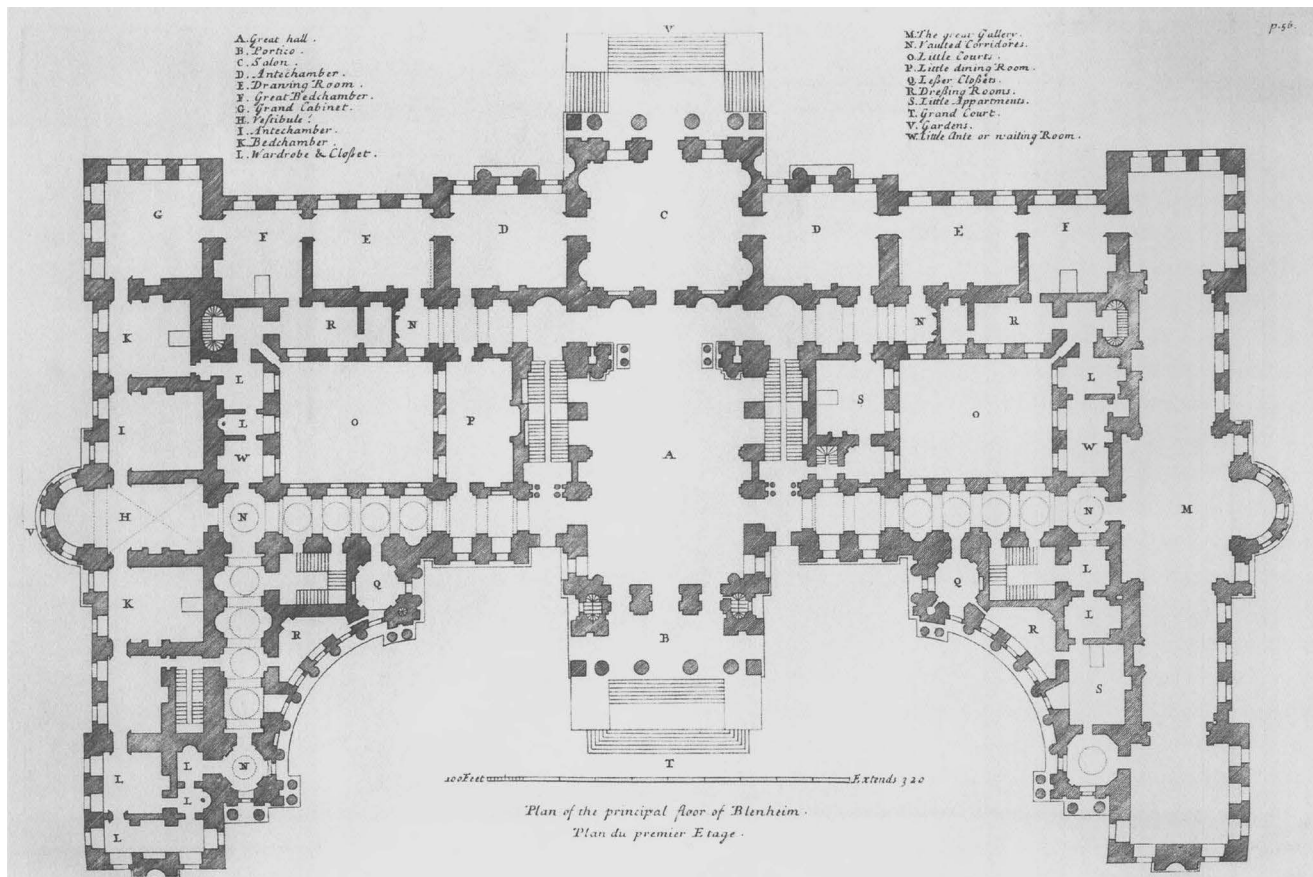 V
p.56.
A. Great hall.
B. Portico.
C. Salon.
D. Antechamber.
E. Drawing Room.
F. Great Bedchamber.
G. Grand Cabinet.
H. Vestibule.
I. Antechamber.
K. Bedchamber.
L. Wardrobe & Closset.
M. The great Gallery.
N. Vaulted Corridores.
O. Little Courts.
P. Little dining Room.
Q. Lesser Clossets.
R. Dressing Rooms.
S. Little Appartments.
T. Grand Court.
V. Gardens.
W. Little Ante or waiting Room.
G F E D C D E F
K R N N R
L L
I L O P S O
W A W
V H N N M
L
K Q Q
R B R L
S
L L N
L
L
T
100 Feet Extends 320
Plan of the principal floor of Blenheim.
Plan du premier Etage.